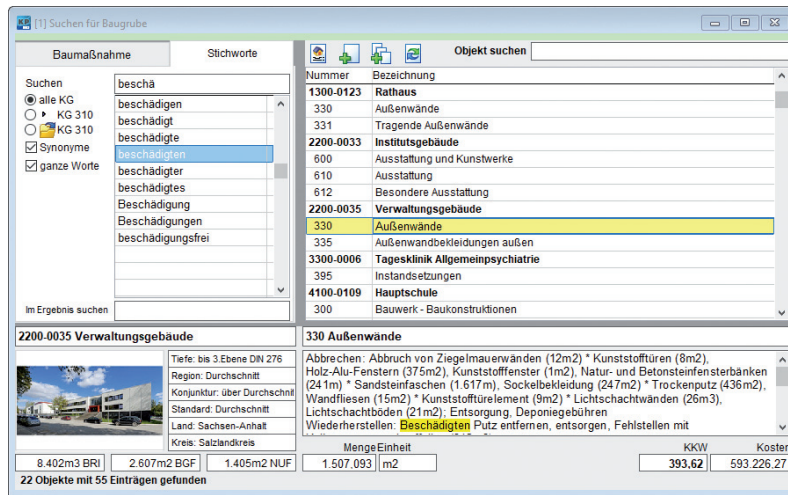 [1] Suchen für Baugrube
Baumaßnahme
Stichworte
Suchen
beschä
alle KG
KG 310
KG 310
Synonyme
ganze Worte
beschädigen
beschädigt
beschädigte
beschädigten
beschädigter
beschädigtes
Beschädigung
Beschädigungen
beschädigungsfrei
Im Ergebnis suchen
Objekt suchen
Nummer Bezeichnung
1300-0123 Rathaus
330 Außenwände
331 Tragende Außenwände
2200-0033 Institutsgebäude
600 Ausstattung und Kunstwerke
610 Ausstattung
612 Besondere Ausstattung
2200-0035 Verwaltungsgebäude
330 Außenwände
335 Außenwandbekleidungen außen
3300-0006 Tagesklinik Allgemeinpsychiatrie
395 Instandsetzungen
4100-0109 Hauptschule
300 Bauwerk - Baukonstruktionen
2200-0035 Verwaltungsgebäude
Tiefe: bis 3.Ebene DIN 276
Region: Durchschnitt
Konjunktur: über Durchschnit
Standard: Durchschnitt
Land: Sachsen-Anhalt
Kreis: Salzlandkreis
8.402m3 BRI 2.607m2 BGF 1.405m2 NUF
330 Außenwände
Abbrechen: Abbruch von Ziegelmauerwänden (12m2) * Kunststofftüren (8m2),
Holz-Alu-Fenstern (375m2), Kunststofffenster (1m2), Natur- und Betonsteinfensterbänken
(241m) * Sandsteinfaschen (1.617m), Sockelbekleidung (247m2) * Trockenputz (436m2),
Wandfliesen (15m2) * Kunststofftürelement (9m2) * Lichtschachtwänden (26m3),
Lichtschachtböden (21m2); Entsorgung, Deponiegebühren
Wiederherstellen: Beschädigten Putz entfernen, entsorgen, Fehlstellen mit
Menge Einheit KKW Kosten
1.507,093 m2 393,62 593.226,27
22 Objekte mit 55 Einträgen gefunden